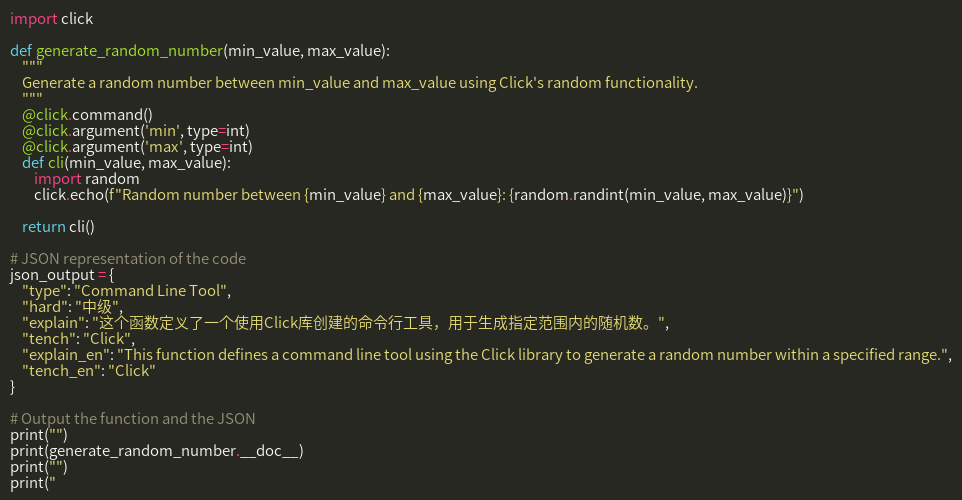 import click
def generate_random_number(min_value, max_value):
"""
Generate a random number between min_value and max_value using Click's random functionality.
"""
@click.command()
@click.argument('min', type=int)
@click.argument('max', type=int)
def cli(min_value, max_value):
import random
click.echo(f"Random number between {min_value} and {max_value}: {random.randint(min_value, max_value)}")
return cli()
# JSON representation of the code
json_output = {
"type": "Command Line Tool",
"hard": "中级",
"explain": "这个函数定义了一个使用Click库创建的命令行工具，用于生成指定范围内的随机数。",
"tench": "Click",
"explain_en": "This function defines a command line tool using the Click library to generate a random number within a specified range.",
"tench_en": "Click"
}
# Output the function and the JSON
print("")
print(generate_random_number.__doc__)
print("")
print("